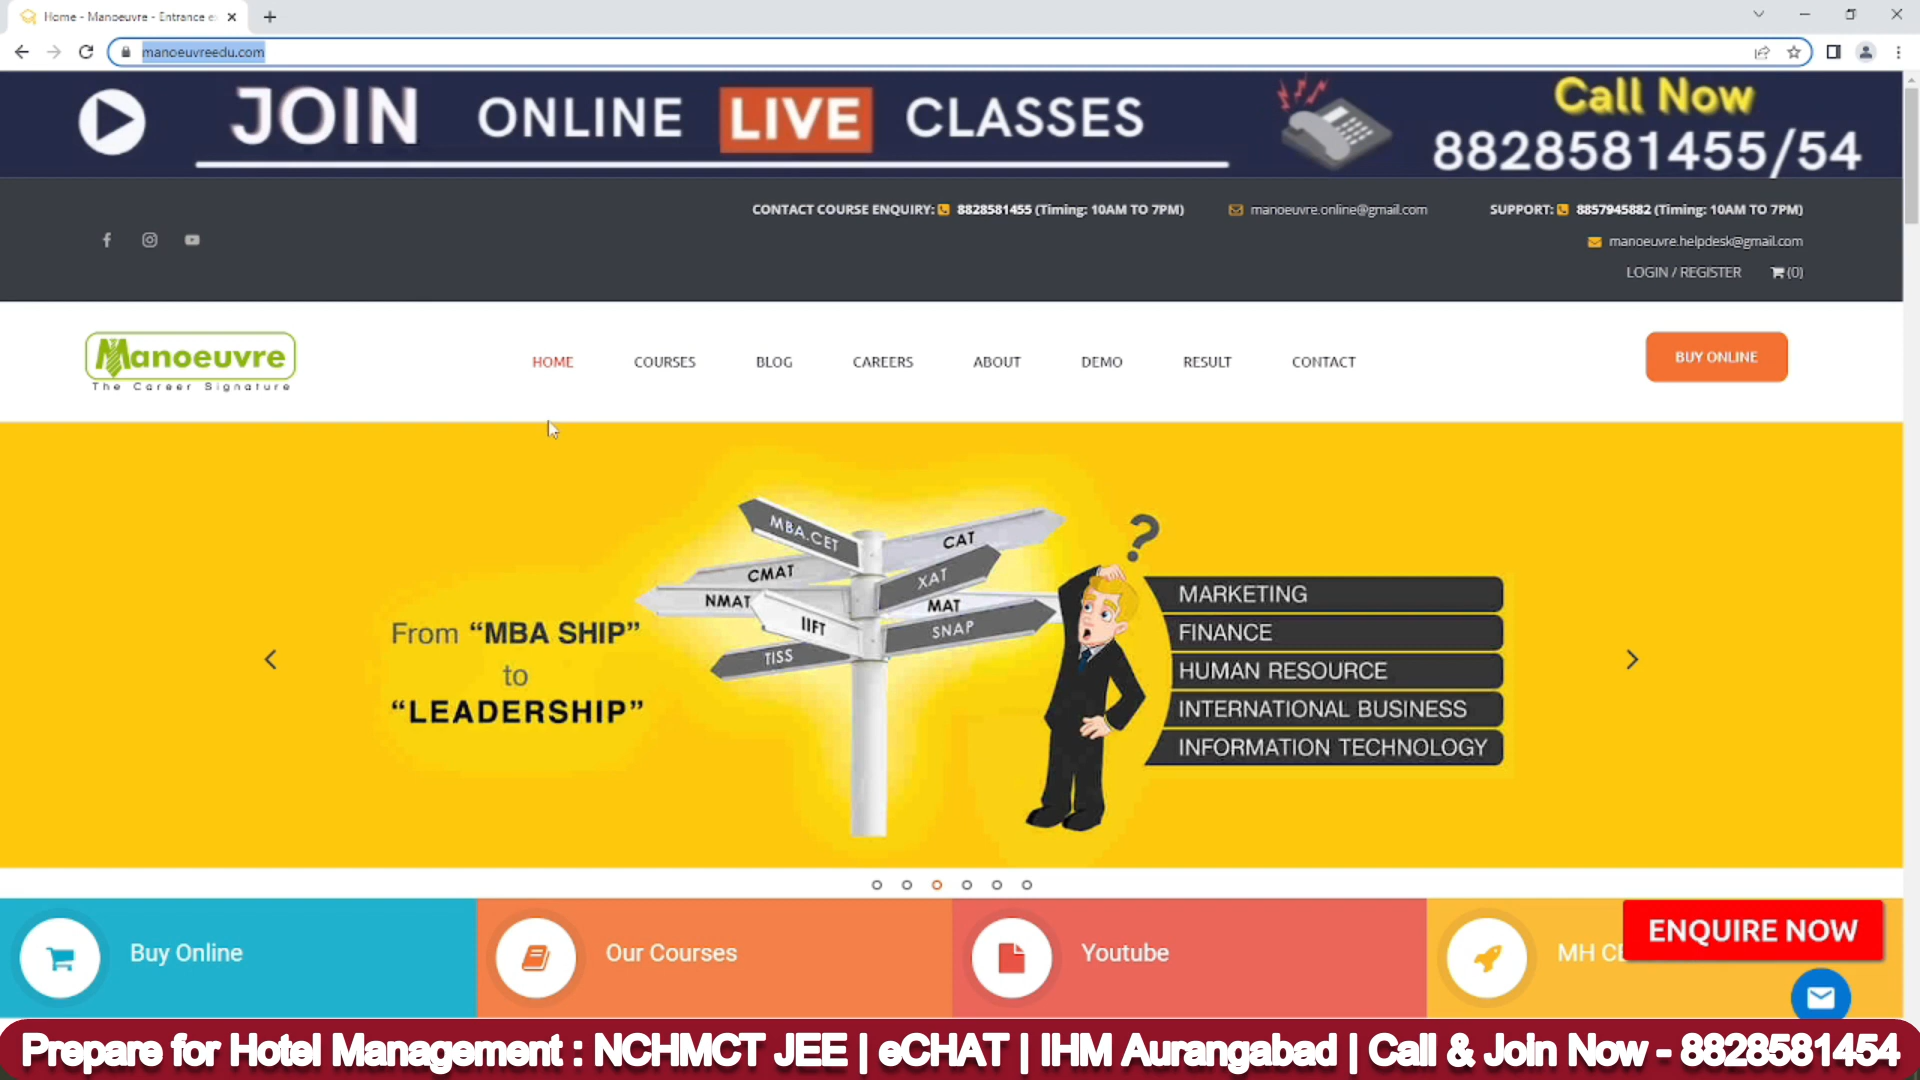 Home - Manoeuvre - Entrance e
manoeuvreedu.com
JOIN ONLINE LIVE CLASSES
Call Now
8828581455/54
CONTACT COURSE ENQUIRY: 8828581455 (Timing: 10AM TO 7PM) manoeuvre.online@gmail.com SUPPORT: 8857945882 (Timing: 10AM TO 7PM)
manoeuvre.helpdesk@gmail.com
LOGIN / REGISTER (0)
Manoeuvre
The Career Signature
HOME COURSES BLOG CAREERS ABOUT DEMO RESULT CONTACT
BUY ONLINE
From “MBA SHIP”
to
“LEADERSHIP”
MBA.CET
CAT
CMAT
XAT
NMAT
MAT
IIFT
SNAP
TISS
?
MARKETING
FINANCE
HUMAN RESOURCE
INTERNATIONAL BUSINESS
INFORMATION TECHNOLOGY
Buy Online
Our Courses
Youtube
MH CE
ENQUIRE NOW
Prepare for Hotel Management : NCHMCT JEE | eCHAT | IHM Aurangabad | Call & Join Now - 8828581454